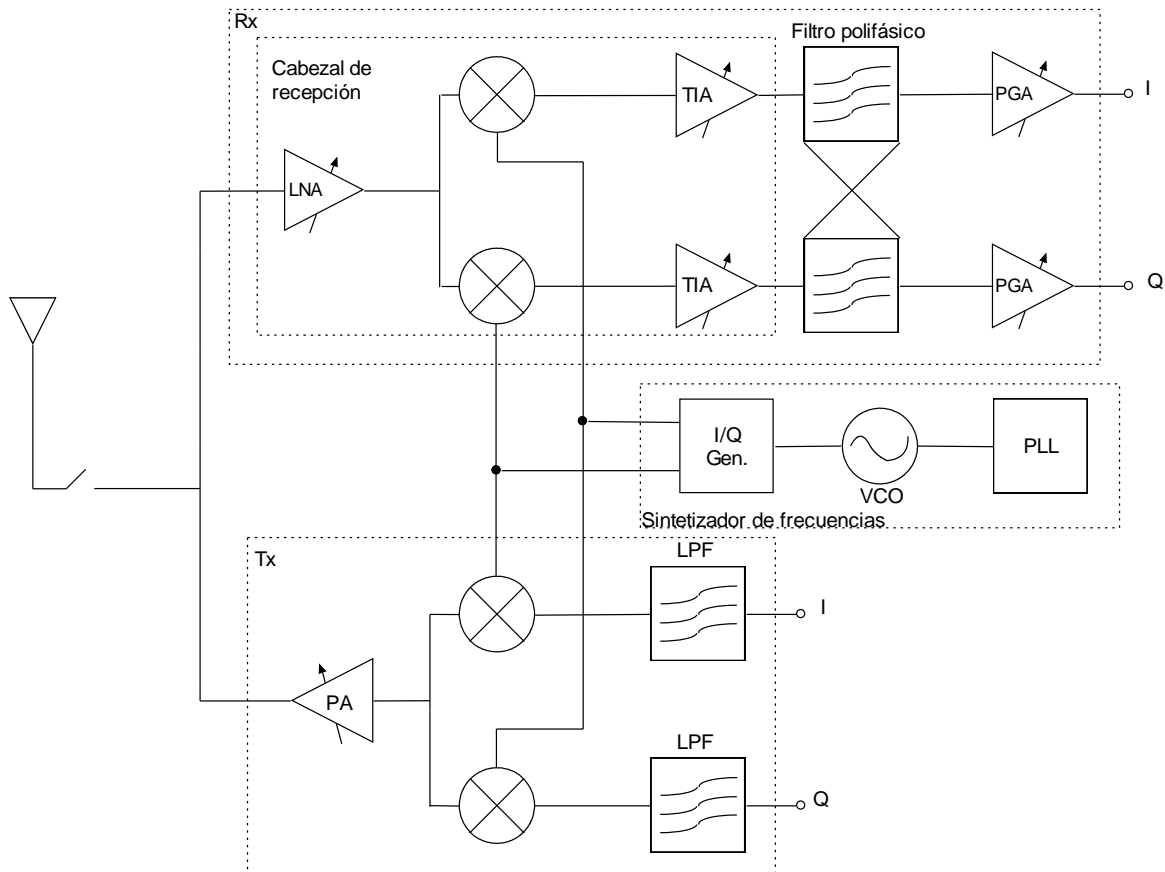 Rx
Filtro polifásico
Cabezal de
recepción
TIA
PGA
I
LNA
TIA
PGA
Q
I/Q
Gen.
PLL
VCO
Sintetizador de frecuencias
Tx
LPF
I
PA
LPF
Q